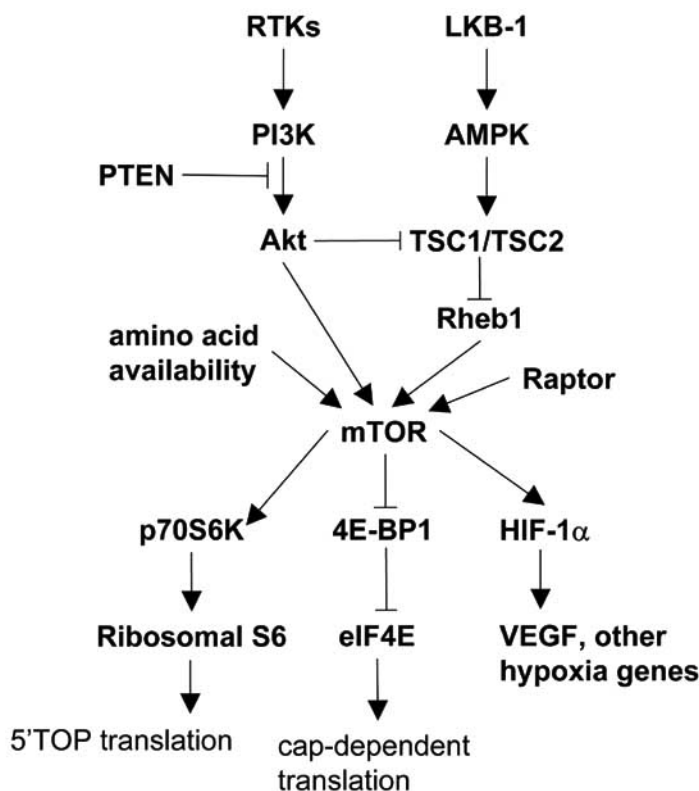 RTKs
LKB-1
PI3K
AMPK
PTEN
Akt
TSC1/TSC2
Rheb1
amino acid
availability
Raptor
mTOR
p70S6K
4E-BP1
HIF-1α
Ribosomal S6
eIF4E
VEGF, other
hypoxia genes
5'TOP translation
cap-dependent
translation